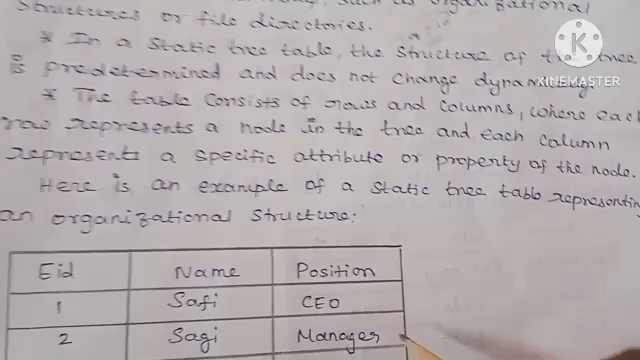 structures or file directories.
* In a static tree table, the structure of the tree
is predetermined and does not change dynamically
* The table consists of rows and columns, where each
row represents a node in the tree and each column
represents a specific attribute or property of the node.
Here is an example of a static tree table representin
an organizational structure:
Eid Name Position
1 Safi CEO
2 Sagi Manager
KINEMASTER